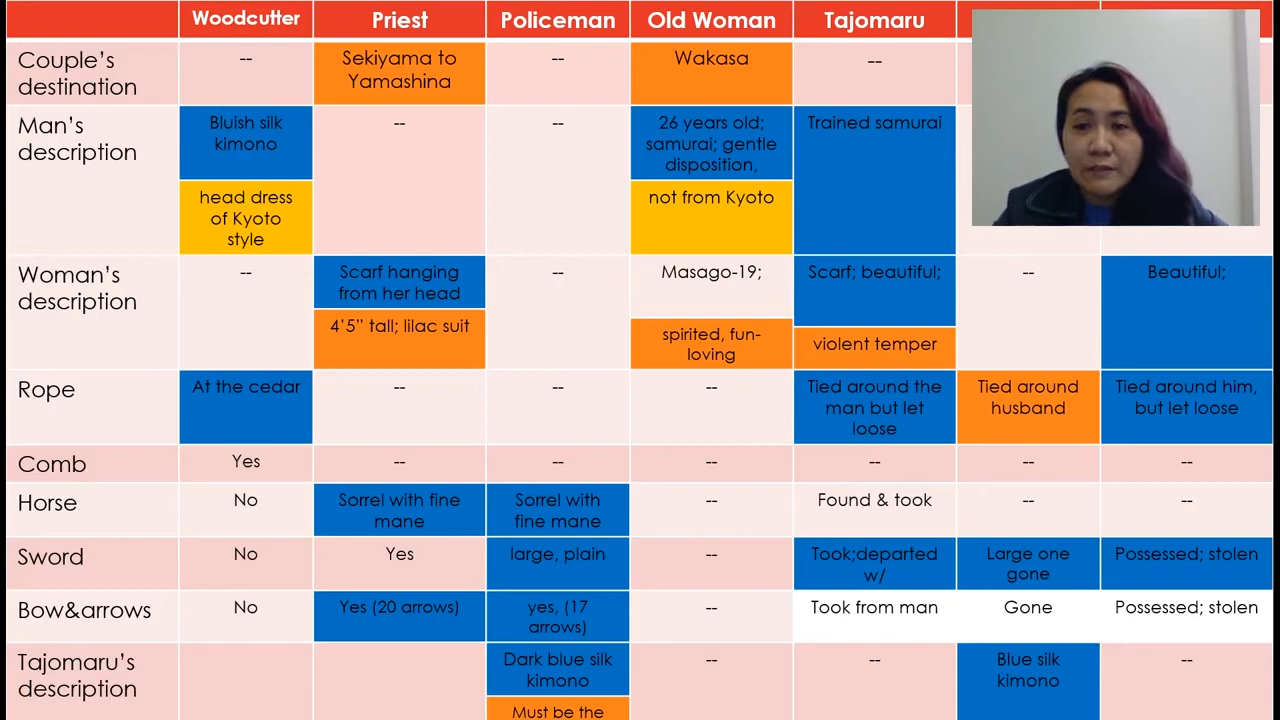 Woodcutter Priest Policeman Old Woman Tajomaru
Couple's
destination
--
Sekiyama to
Yamashina
--
Wakasa
--
Man's
description
Bluish silk
kimono
head dress
of Kyoto
style
--
--
26 years old;
samurai; gentle
disposition,
not from Kyoto
Trained samurai
Woman's
description
--
Scarf hanging
from her head
4'5" tall; lilac suit
--
Masago-19;
spirited, fun-
loving
Scarf; beautiful;
violent temper
--
Beautiful;
Rope
At the cedar
--
--
--
Tied around the
man but let
loose
Tied around
husband
Tied around him,
but let loose
Comb
Yes
--
--
--
--
--
--
Horse
No
Sorrel with fine
mane
Sorrel with
fine mane
--
Found & took
--
--
Sword
No
Yes
large, plain
--
Took;departed
w/
Large one
gone
Possessed; stolen
Bow&arrows
No
Yes (20 arrows)
yes, (17
arrows)
--
Took from man
Gone
Possessed; stolen
Tajomaru's
description
Dark blue silk
kimono
Must be the
--
--
Blue silk
kimono
--